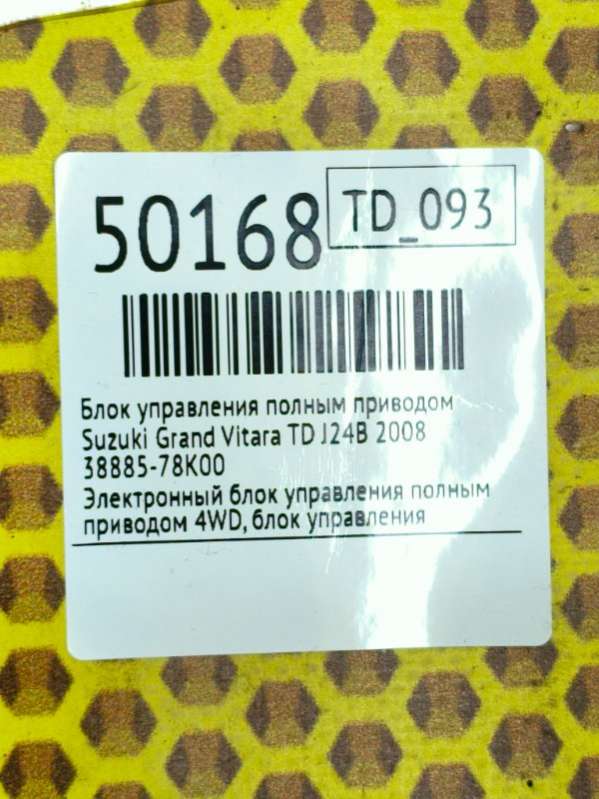 50168
TD_093
Блок управления полным приводом
Suzuki Grand Vitara TD J24B 2008
38885-78K00
Электронный блок управления полным
приводом 4WD, блок управления